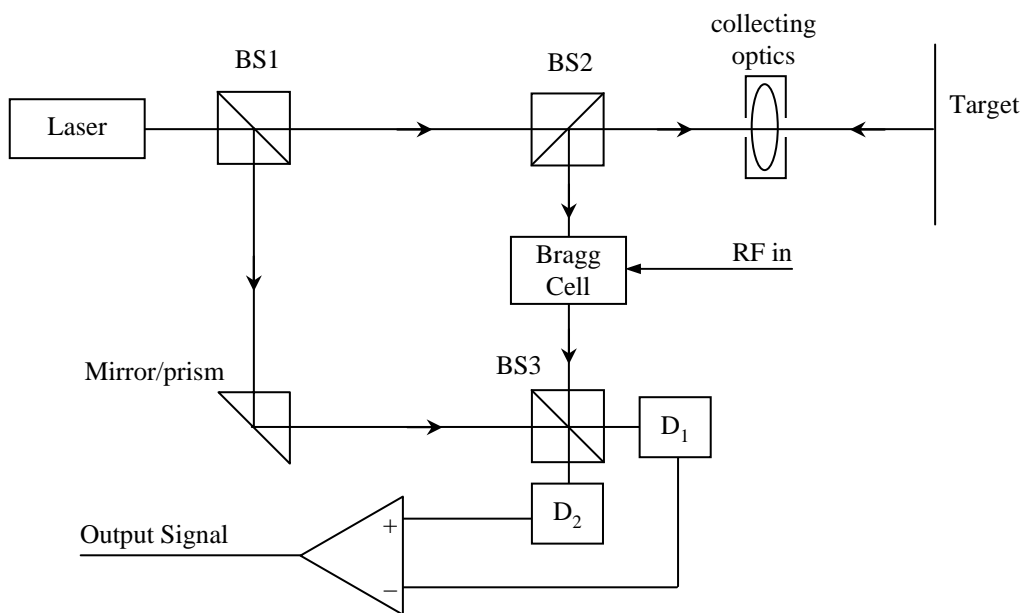 collecting
optics
BS1
BS2
Laser
Target
Bragg
Cell
RF in
BS3
Mirror/prism
D1
D2
Output Signal
+
−